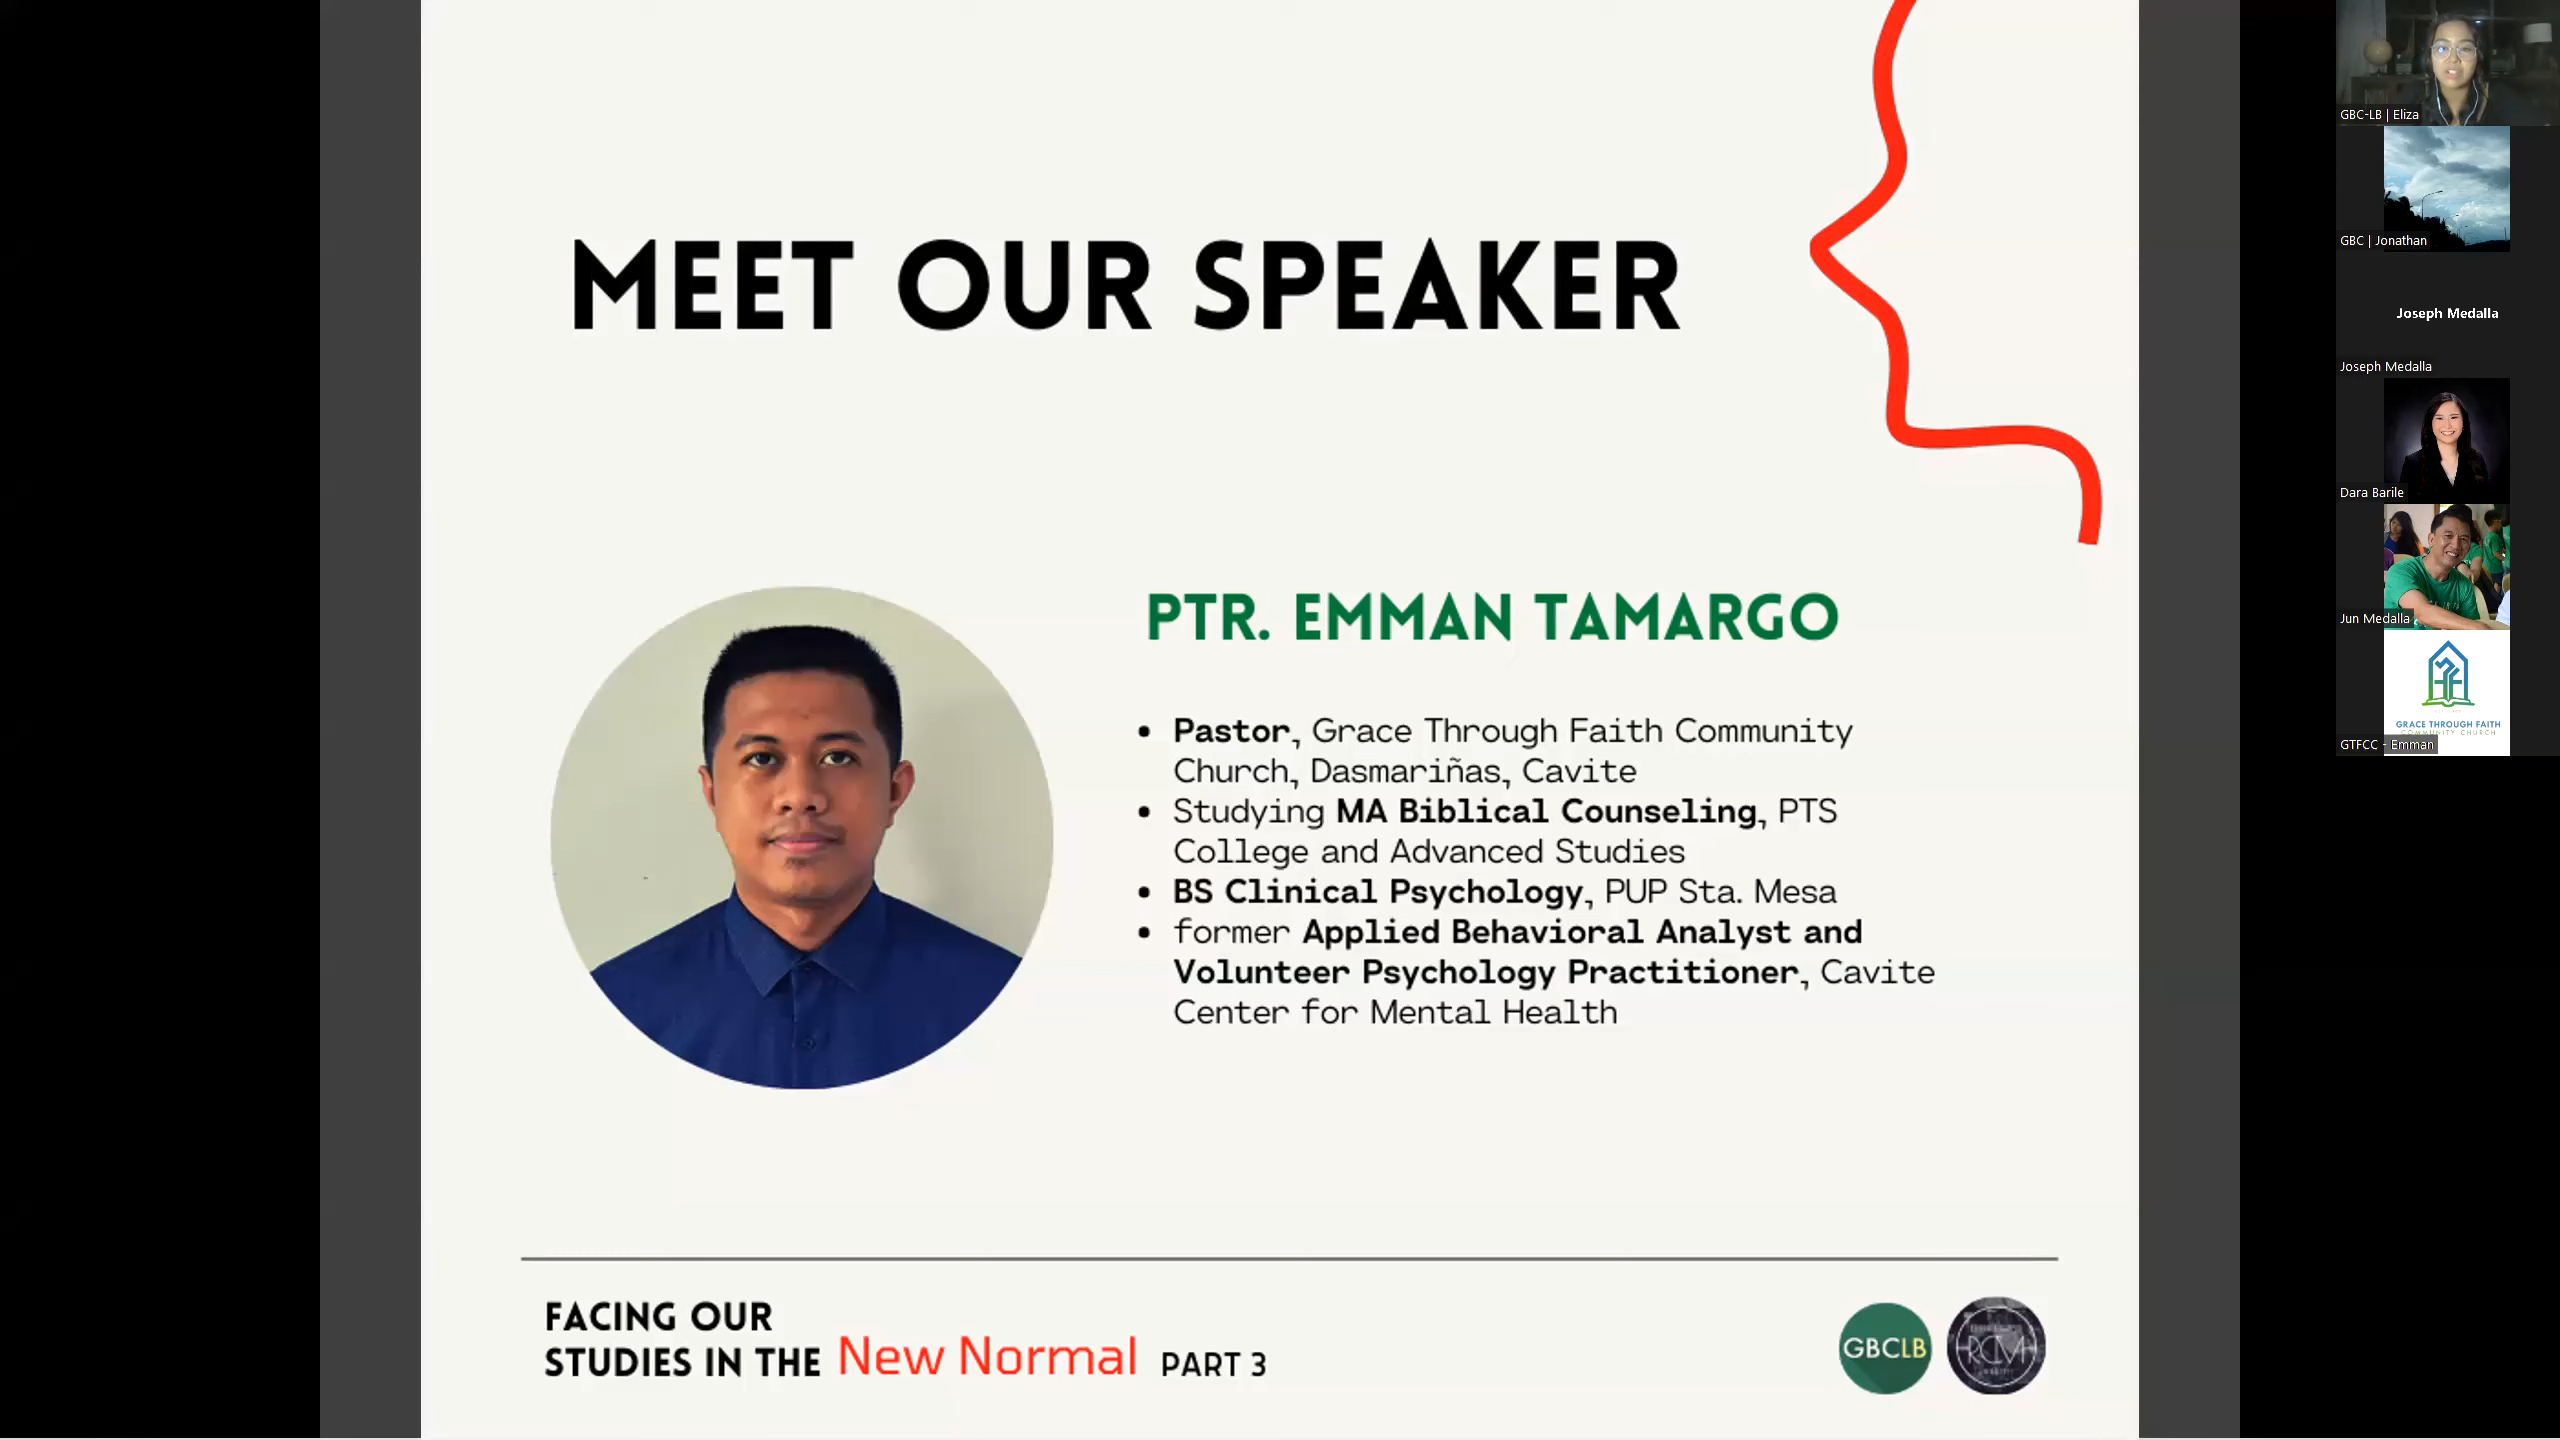 MEET OUR SPEAKER
PTR. EMMAN TAMARGO
• Pastor, Grace Through Faith Community
Church, Dasmariñas, Cavite
• Studying MA Biblical Counseling, PTS
College and Advanced Studies
• BS Clinical Psychology, PUP Sta. Mesa
• former Applied Behavioral Analyst and
Volunteer Psychology Practitioner, Cavite
Center for Mental Health
FACING OUR
STUDIES IN THE New Normal PART 3
GBCLB
RCM
GBC-LB | Eliza
GBC | Jonathan
Joseph Medalla
Joseph Medalla
Dara Barile
Jun Medalla
GRACE THROUGH FAITH
COMMUNITY CHURCH
GTFCC - Emman